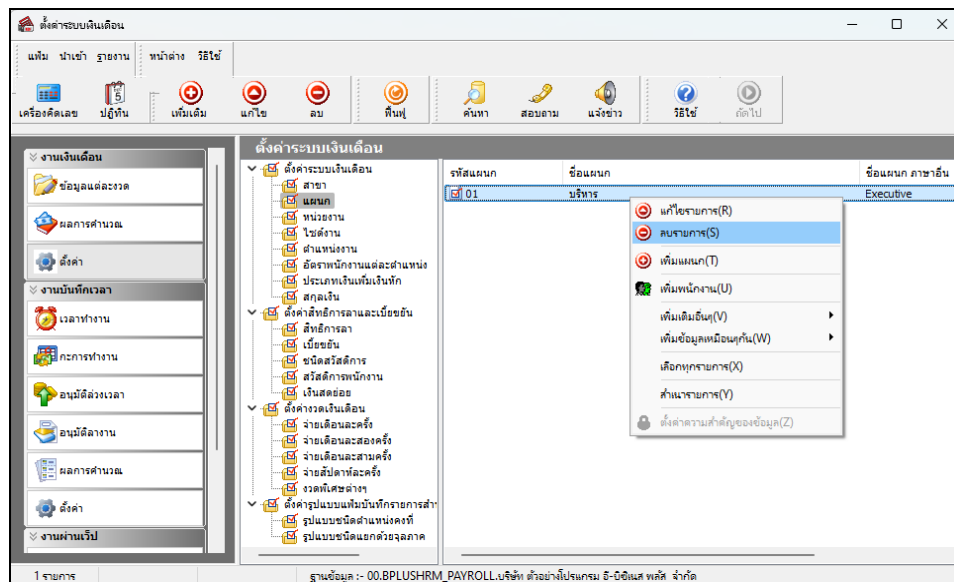 ตั้งค่าระบบเงินเดือน
แฟ้ม นำเข้า รายงาน หน้าต่าง วิธีใช้
เครื่องคิดเลข ปฏิทิน เพิ่มเติม แก้ไข ลบ ฟื้นฟู ค้นหา สอบถาม แจ้งข่าว วิธีใช้ ถัดไป
งานเงินเดือน
ข้อมูลแต่ละงวด
ผลการคำนวณ
ตั้งค่า
งานบันทึกเวลา
เวลาทำงาน
กะการทำงาน
อนุมัติล่วงเวลา
อนุมัติลางาน
ผลการคำนวณ
ตั้งค่า
งานผ่านเว็ป
ตั้งค่าระบบเงินเดือน
ตั้งค่าระบบเงินเดือน
สาขา
แผนก
หน่วยงาน
ไซต์งาน
ตำแหน่งงาน
อัตราพนักงานแต่ละตำแหน่ง
ประเภทเงินเพิ่มเงินหัก
สกุลเงิน
ตั้งค่าสิทธิการลาและเบี้ยขยัน
สิทธิการลา
เบี้ยขยัน
ชนิดสวัสดิการ
สวัสดิการพนักงาน
เงินสดย่อย
ตั้งค่างวดเงินเดือน
จ่ายเดือนละครั้ง
จ่ายเดือนละสองครั้ง
จ่ายเดือนละสามครั้ง
จ่ายสัปดาห์ละครั้ง
งวดพิเศษต่างๆ
ตั้งค่ารูปแบบแฟ้มบันทึกรายการสำ
รูปแบบชนิดตำแหน่งคงที่
รูปแบบชนิดแยกด้วยจุลภาค
รหัสแผนก ชื่อแผนก ชื่อแผนก ภาษาอื่น
01 บริหาร Executive
แก้ไขรายการ(R)
ลบรายการ(S)
เพิ่มแผนก(T)
เพิ่มพนักงาน(U)
เพิ่มเติมอื่นๆ(V)
เพิ่มข้อมูลเหมือนๆกัน(W)
เลือกทุกรายการ(X)
สำเนารายการ(Y)
ตั้งค่าความสำคัญของข้อมูล(Z)
1 รายการ ฐานข้อมูล :- 00.BPLUSHRM_PAYROLL.บริษัท ตัวอย่างโปรแกรม อี-บิซิเนส พลัส จำกัด